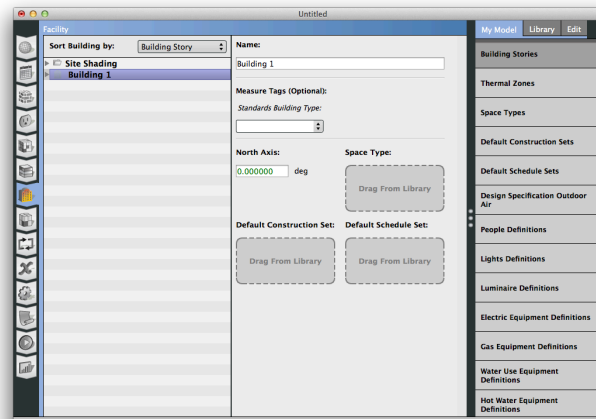 Untitled
Facility
My Model Library Edit
Sort Building by: Building Story
Site Shading
Building 1
Name:
Building 1
Measure Tags (Optional):
Standards Building Type:
North Axis:
0.000000 deg
Space Type:
Drag From Library
Default Construction Set:
Drag From Library
Default Schedule Set:
Drag From Library
Building Stories
Thermal Zones
Space Types
Default Construction Sets
Default Schedule Sets
Design Specification Outdoor
Air
People Definitions
Lights Definitions
Luminaire Definitions
Electric Equipment Definitions
Gas Equipment Definitions
Water Use Equipment
Definitions
Hot Water Equipment
Definitions